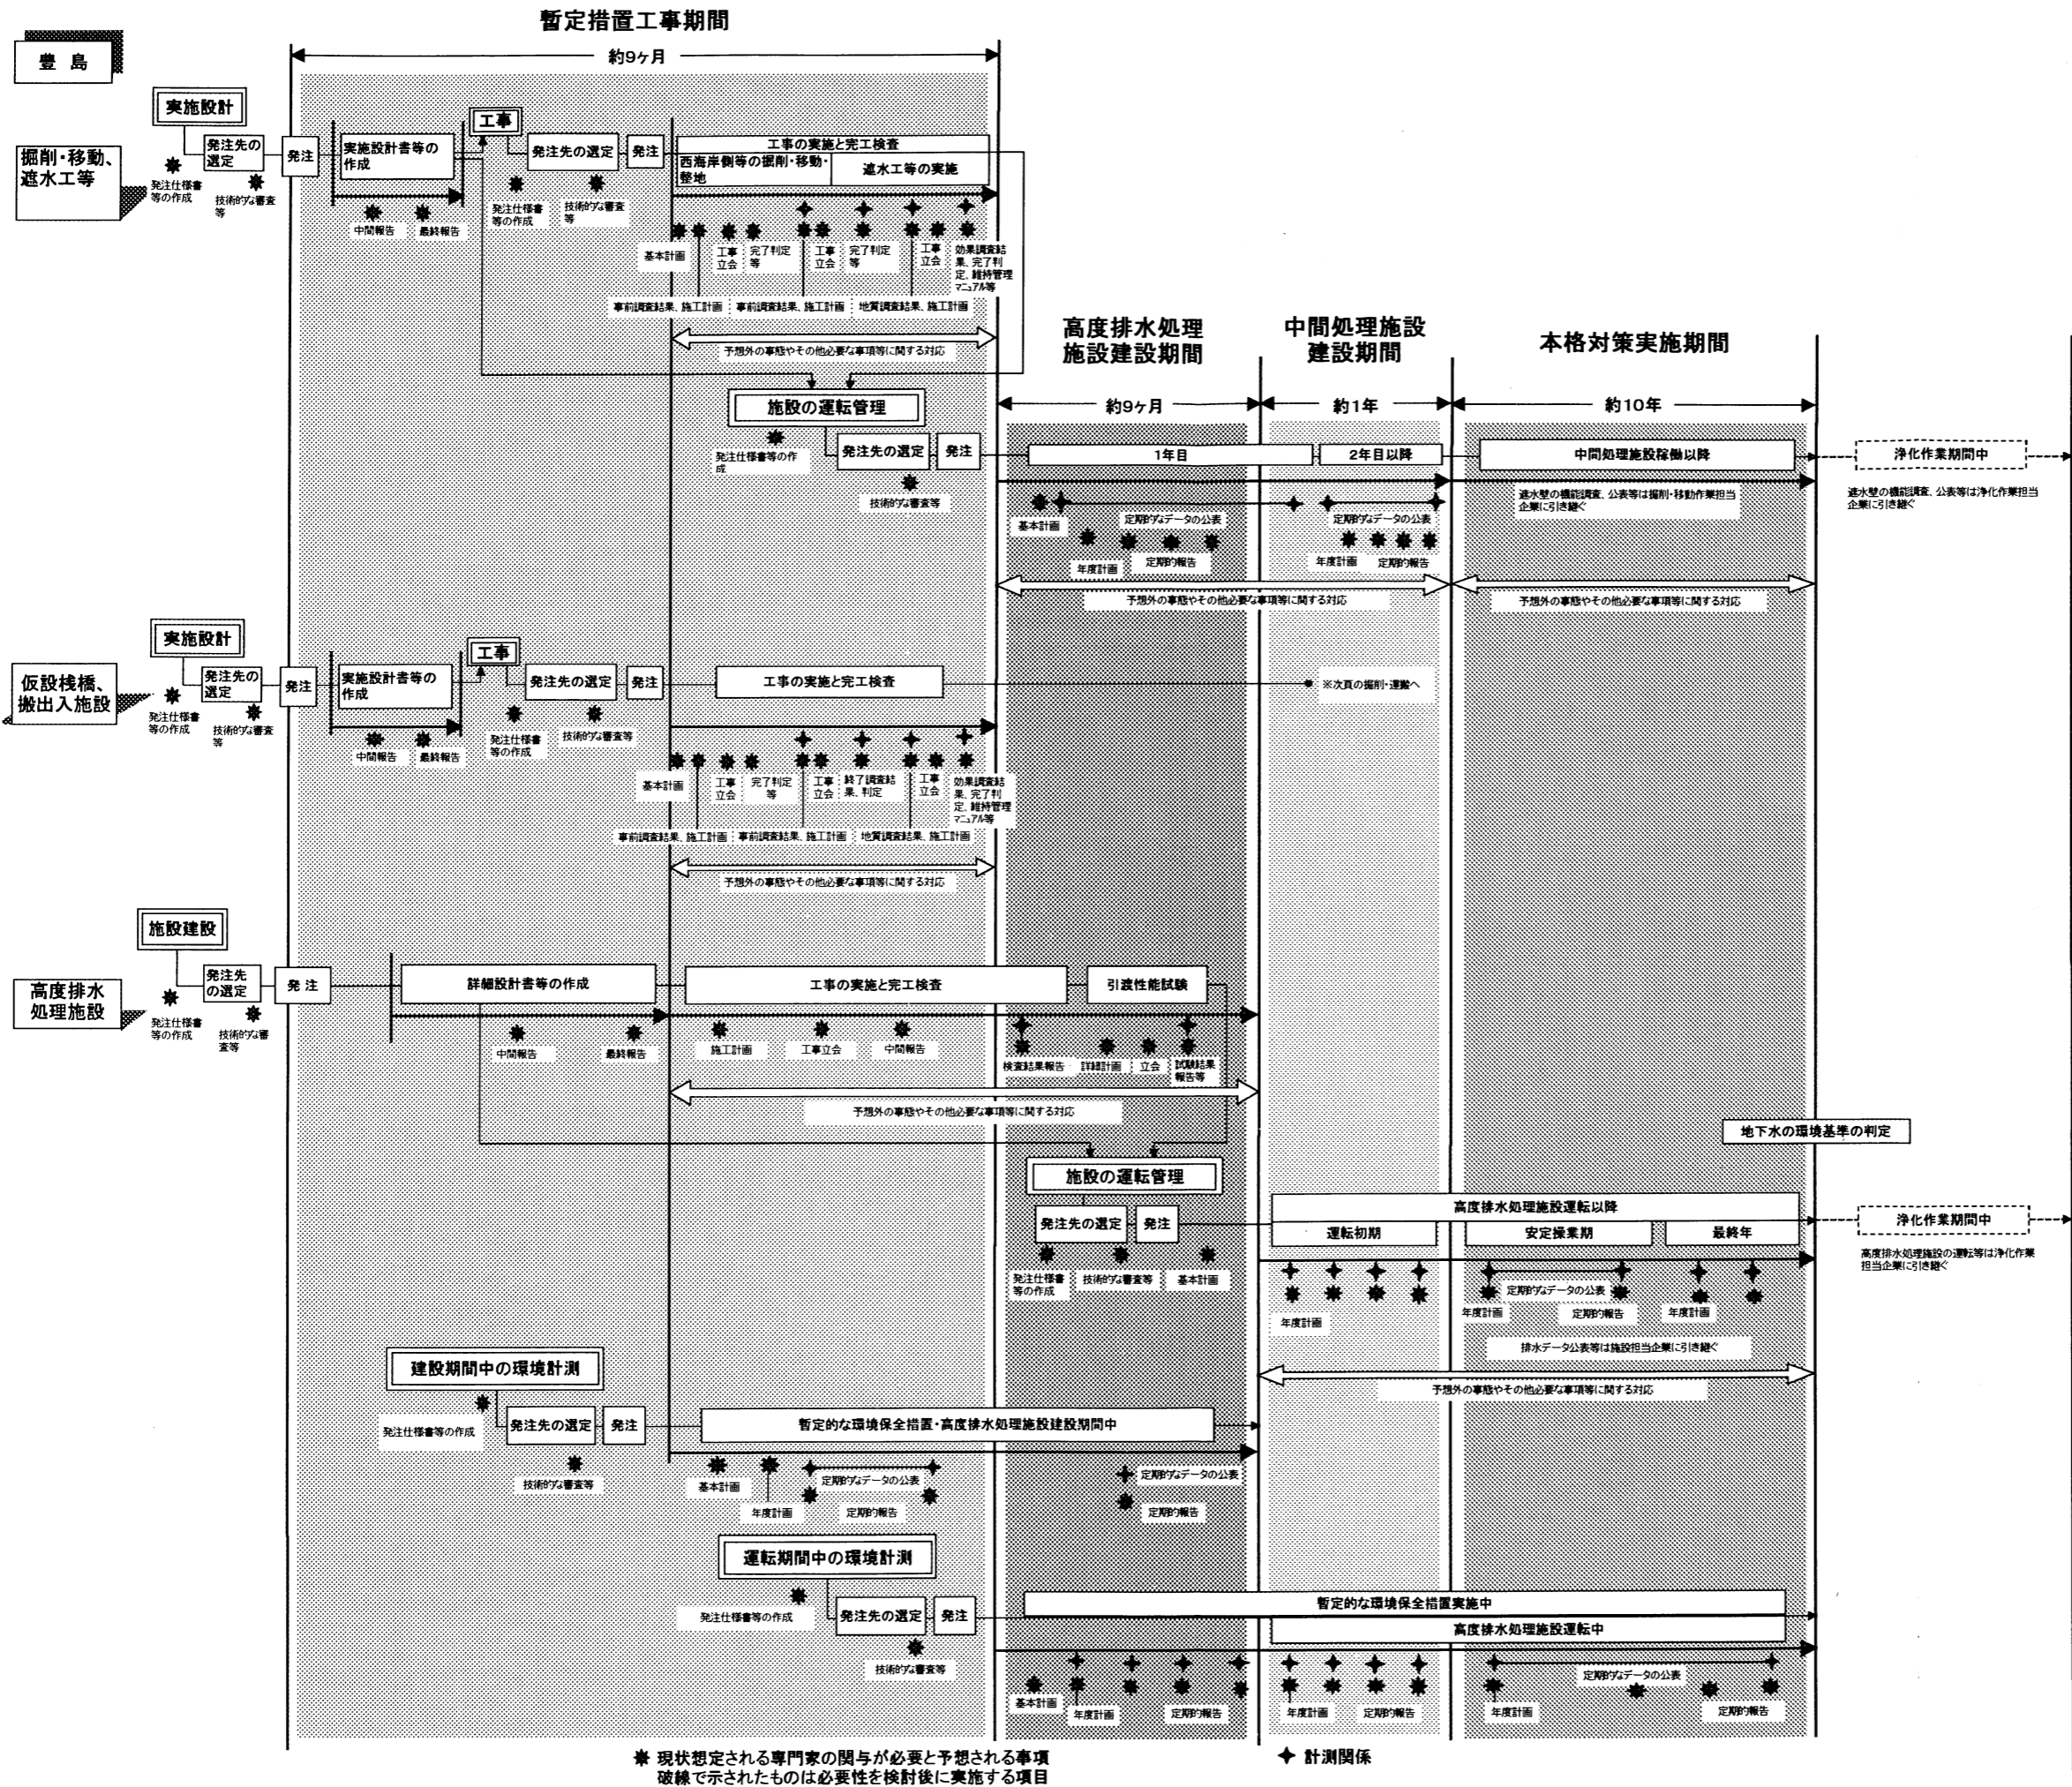 暫定措置工事期間
豊 島
約9ヶ月
実施設計
掘削・移動、
遮水工等
発注先の
選定
発注
発注仕様書
等の作成
技術的な審査
等
実施設計書等の
作成
中間報告
最終報告
工事
発注先の選定
発注
発注仕様書
等の作成
技術的な審査
等
工事の実施と完工検査
西海岸側等の掘削・移動・
整地
遮水工等の実施
基本計画
工事
立会
完了判定
等
工事
立会
完了判定
等
工事
立会
効果調査結
果、完了判
定、維持管理
マニュアル等
事前調査結果、施工計画
事前調査結果、施工計画
地質調査結果、施工計画
予想外の事態やその他必要な事項等に関する対応
高度排水処理
施設建設期間
中間処理施設
建設期間
本格対策実施期間
約9ヶ月
約1年
約10年
施設の運転管理
発注仕様書等の作
成
発注先の選定
発注
技術的な審査等
1年目
2年目以降
中間処理施設稼働以降
浄化作業期間中
基本計画
定期的なデータの公表
年度計画
定期的報告
定期的なデータの公表
年度計画
定期的報告
遮水壁の機能調査、公表等は掘削・移動作業担当
企業に引き継ぐ
遮水壁の機能調査、公表等は浄化作業担当
企業に引き継ぐ
予想外の事態やその他必要な事項等に関する対応
予想外の事態やその他必要な事項等に関する対応
実施設計
仮設桟橋、
搬出入施設
発注先の
選定
発注
発注仕様書
等の作成
技術的な審査
等
実施設計書等の
作成
中間報告
最終報告
工事
発注先の選定
発注
発注仕様書
等の作成
技術的な審査等
工事の実施と完工検査
※次頁の掘削・運搬へ
基本計画
工事
立会
完了判定
等
工事
立会
終了調査結
果、判定
工事
立会
効果調査結
果、完了判
定、維持管理
マニュアル等
事前調査結果、施工計画
事前調査結果、施工計画
地質調査結果、施工計画
予想外の事態やその他必要な事項等に関する対応
施設建設
高度排水
処理施設
発注先
の選定
発 注
発注仕様書
等の作成
技術的な審
査等
詳細設計書等の作成
工事の実施と完工検査
引渡性能試験
中間報告
最終報告
施工計画
工事立会
中間報告
検査結果報告
詳細計画
立会
試験結果
報告等
予想外の事態やその他必要な事項等に関する対応
地下水の環境基準の判定
施設の運転管理
発注先の選定
発注
発注仕様書
等の作成
技術的な審査等
基本計画
高度排水処理施設運転以降
運転初期
安定操業期
最終年
浄化作業期間中
高度排水処理施設の運転等は浄化作業
担当企業に引き継ぐ
年度計画
年度計画
定期的なデータの公表
定期的報告
年度計画
排水データ公表等は施設担当企業に引き継ぐ
予想外の事態やその他必要な事項等に関する対応
建設期間中の環境計測
発注仕様書等の作成
発注先の選定
発注
技術的な審査等
暫定的な環境保全措置・高度排水処理施設建設期間中
基本計画
年度計画
定期的なデータの公表
定期的報告
定期的なデータの公表
定期的報告
運転期間中の環境計測
発注仕様書等の作成
発注先の選定
発注
技術的な審査等
暫定的な環境保全措置実施中
高度排水処理施設運転中
基本計画
年度計画
定期的報告
年度計画
定期的報告
定期的なデータの公表
年度計画
定期的報告
現状想定される専門家の関与が必要と予想される事項
破線で示されたものは必要性を検討後に実施する項目
計測関係